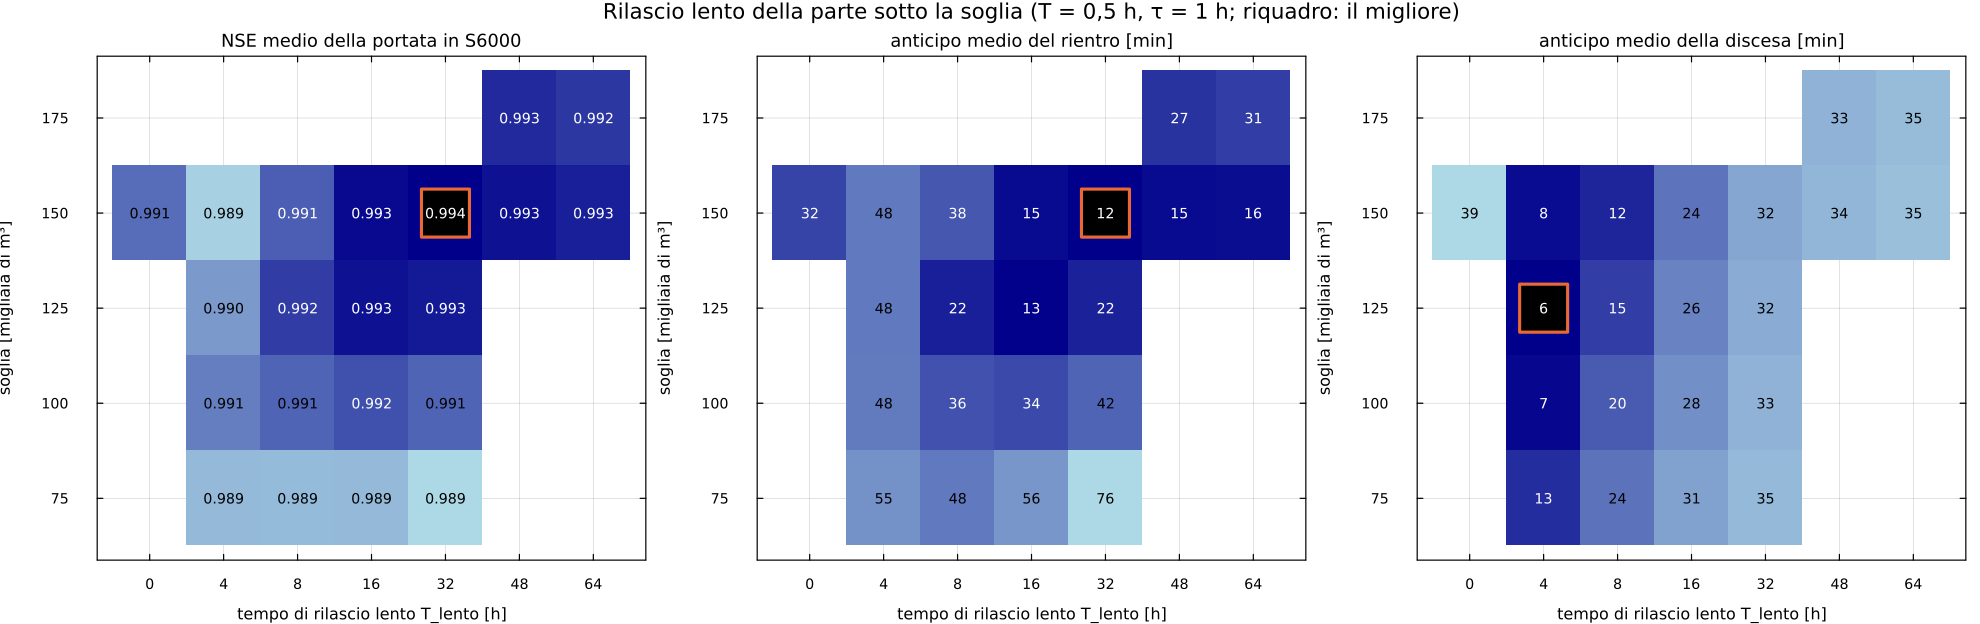 Rilascio lento della parte sotto la soglia (T = 0,5 h, τ = 1 h; riquadro: il migliore)
NSE medio della portata in S6000
175
150
125
100
75
soglia [migliaia di m³]
0.993 0.992
0.991 0.989 0.991 0.993 0.994 0.993 0.993
0.990 0.992 0.993 0.993
0.991 0.991 0.992 0.991
0.989 0.989 0.989 0.989
0 4 8 16 32 48 64
tempo di rilascio lento T_lento [h]
anticipo medio del rientro [min]
175
150
125
100
75
soglia [migliaia di m³]
27 31
32 48 38 15 12 15 16
48 22 13 22
48 36 34 42
55 48 56 76
0 4 8 16 32 48 64
tempo di rilascio lento T_lento [h]
anticipo medio della discesa [min]
175
150
125
100
75
soglia [migliaia di m³]
33 35
39 8 12 24 32 34 35
6 15 26 32
7 20 28 33
13 24 31 35
0 4 8 16 32 48 64
tempo di rilascio lento T_lento [h]